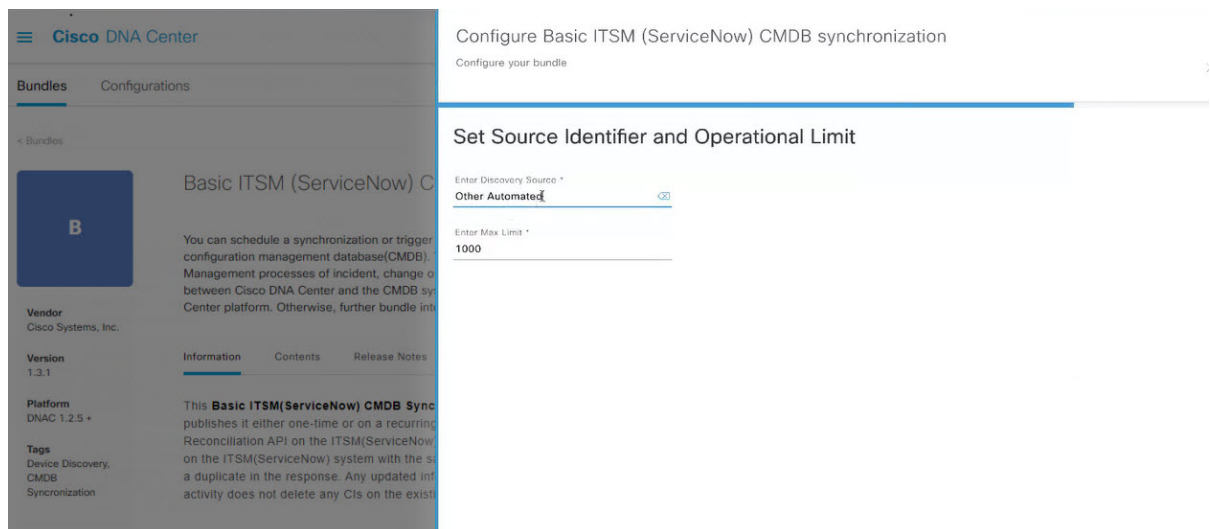 Cisco DNA Center
Bundles Configurations
< Bundles
B
Vendor
Cisco Systems, Inc.
Version
1.3.1
Platform
DNAC 1.2.5 +
Tags
Device Discovery,
CMDB
Syncronization
Basic ITSM (ServiceNow) C
You can schedule a synchronization or trigger
configuration management database(CMDB).
Management processes of incident, change o
between Cisco DNA Center and the CMDB sy
Center platform. Otherwise, further bundle int
Information Contents Release Notes
This Basic ITSM(ServiceNow) CMDB Sync
publishes it either one-time or on a recurring
Reconciliation API on the ITSM(ServiceNow)
on the ITSM(ServiceNow) system with the sa
a duplicate in the response. Any updated inf
activity does not delete any CIs on the existi
Configure Basic ITSM (ServiceNow) CMDB synchronization
Configure your bundle
Set Source Identifier and Operational Limit
Enter Discovery Source *
Other Automated
Enter Max Limit *
1000